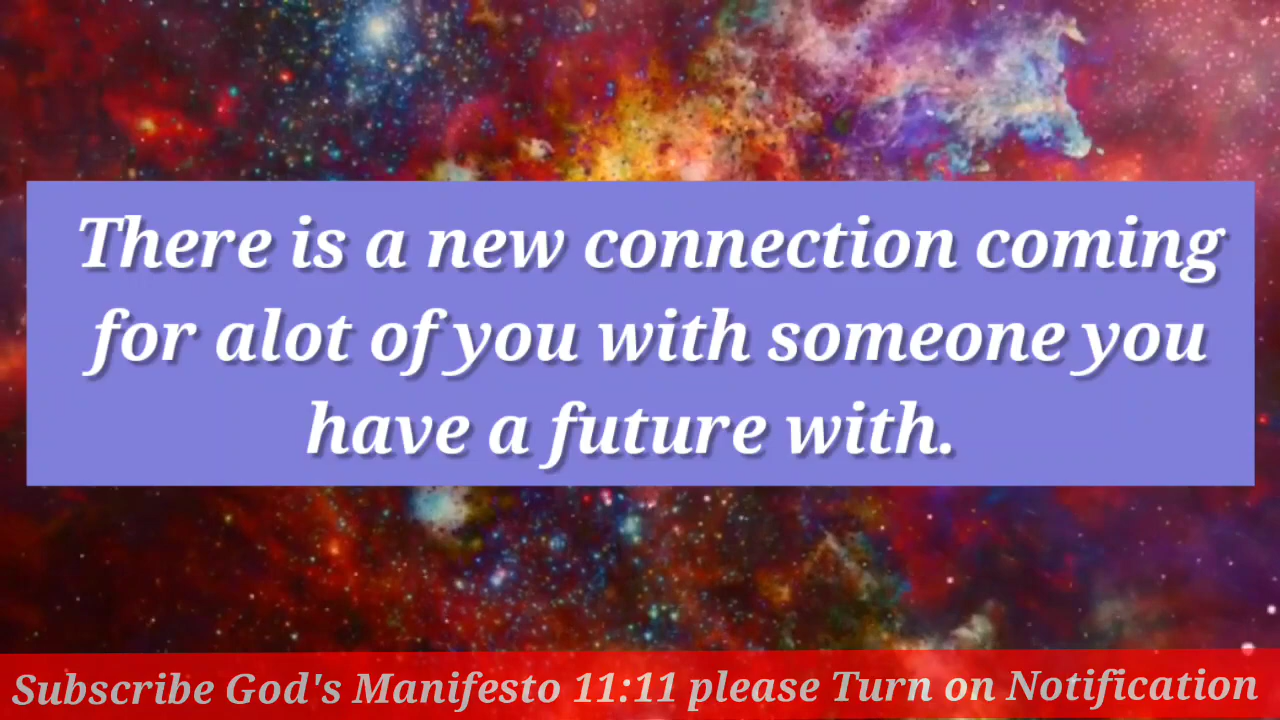 There is a new connection coming
for alot of you with someone you
have a future with.
Subscribe God's Manifesto 11:11 please Turn on Notification